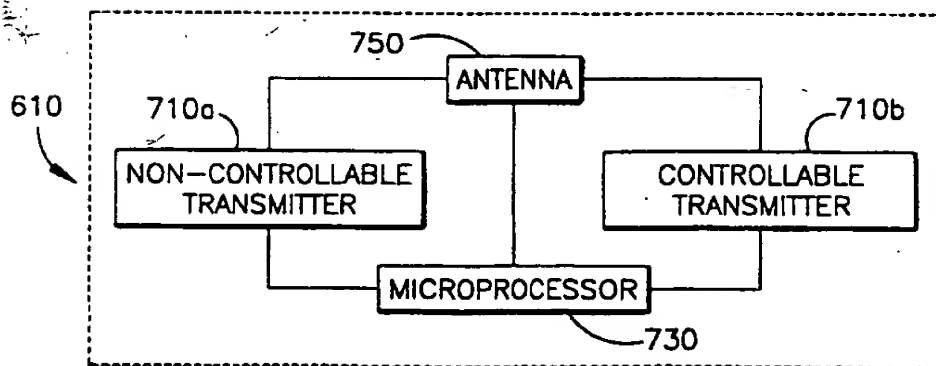 750
ANTENNA
610
710a
710b
NON-CONTROLLABLE
TRANSMITTER
CONTROLLABLE
TRANSMITTER
MICROPROCESSOR
730